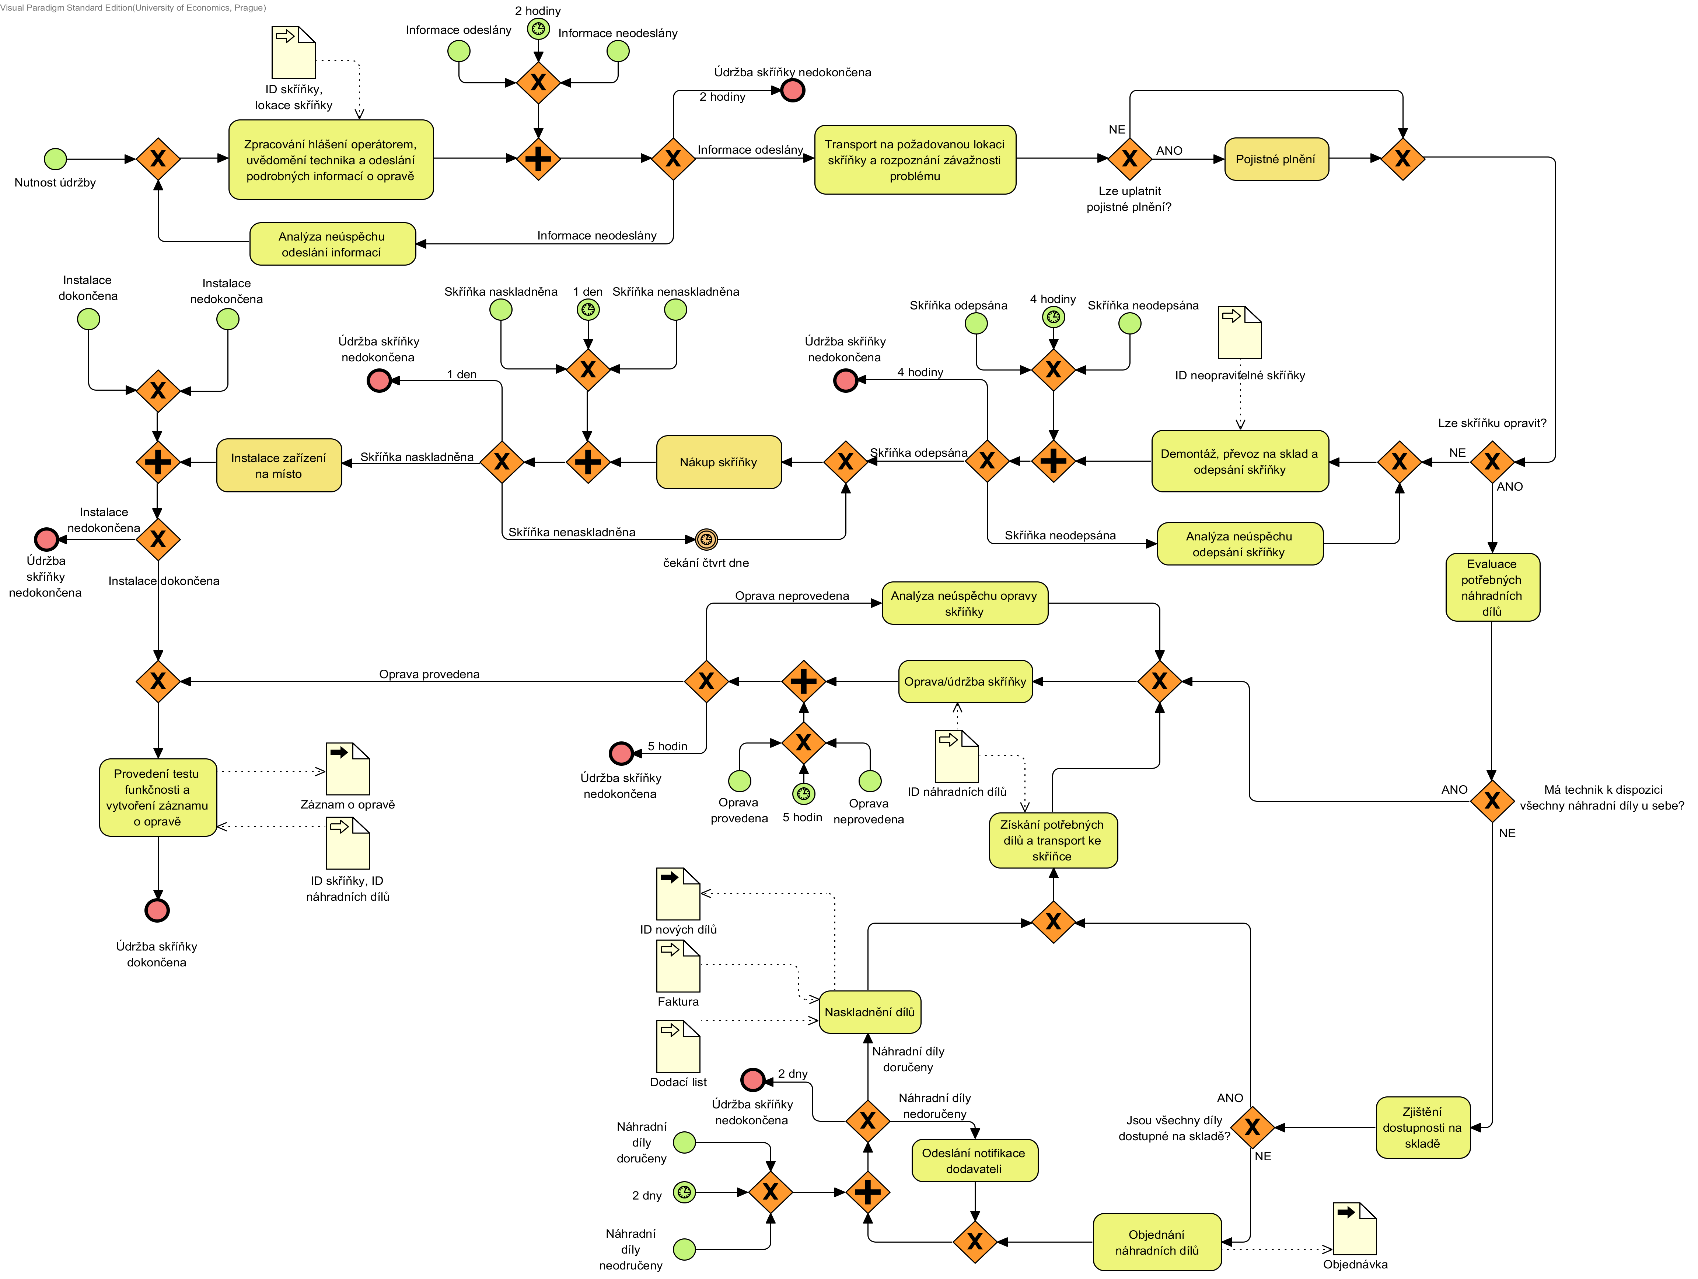 Visual Paradigm Standard Edition(University of Economics, Prague)
2 hodiny
Informace odeslány
Informace neodeslány
ID skříňky,
lokace skříňky
Údržba skříňky nedokončena
2 hodiny
Nutnost údržby
Zpracování hlášení operátorem,
uvědomění technika a odeslání
podrobných informací o opravě
Informace odeslány
Transport na požadovanou lokaci
skříňky a rozpoznání závažnosti
problému
NE
ANO
Pojistné plnění
Lze uplatnit
pojistné plnění?
Analýza neúspěchu
odeslání informací
Informace neodeslány
Instalace
dokončena
Instalace
nedokončena
Skříňka naskladněna
1 den
Skříňka nenaskladněna
Skříňka odepsána
4 hodiny
Skříňka neodepsána
Údržba skříňky
nedokončena
1 den
Údržba skříňky
nedokončena
4 hodiny
ID neopravitelné skříňky
Lze skříňku opravit?
Instalace zařízení
na místo
Skříňka naskladněna
Nákup skříňky
Skříňka odepsána
Demontáž, převoz na sklad a
odepsání skříňky
NE
ANO
Instalace
nedokončena
Skříňka nenaskladněna
čekání čtvrt dne
Skříňka neodepsána
Analýza neúspěchu
odepsání skříňky
Údržba
skříňky
nedokončena
Instalace dokončena
Evaluace
potřebných
náhradních
dílů
Oprava neprovedena
Analýza neúspěchu opravy
skříňky
Oprava provedena
Oprava/údržba skříňky
5 hodin
Údržba skříňky
nedokončena
Oprava
provedena
5 hodin
Oprava
neprovedena
ID náhradních dílů
ANO
Má technik k dispozici
všechny náhradní díly u sebe?
NE
Provedení testu
funkčnosti a
vytvoření záznamu
o opravě
Záznam o opravě
ID skříňky, ID
náhradních dílů
Údržba skříňky
dokončena
Získání potřebných
dílů a transport ke
skříňce
ID nových dílů
Faktura
Naskladnění dílů
Dodací list
Náhradní díly
doručeny
2 dny
Údržba skříňky
nedokončena
Náhradní díly
nedoručeny
ANO
Jsou všechny díly
dostupné na skladě?
NE
Zjištění
dostupnosti na
skladě
Náhradní
díly
doručeny
Odeslání notifikace
dodavateli
2 dny
Náhradní
díly
neodručeny
Objednání
náhradních dílů
Objednávka